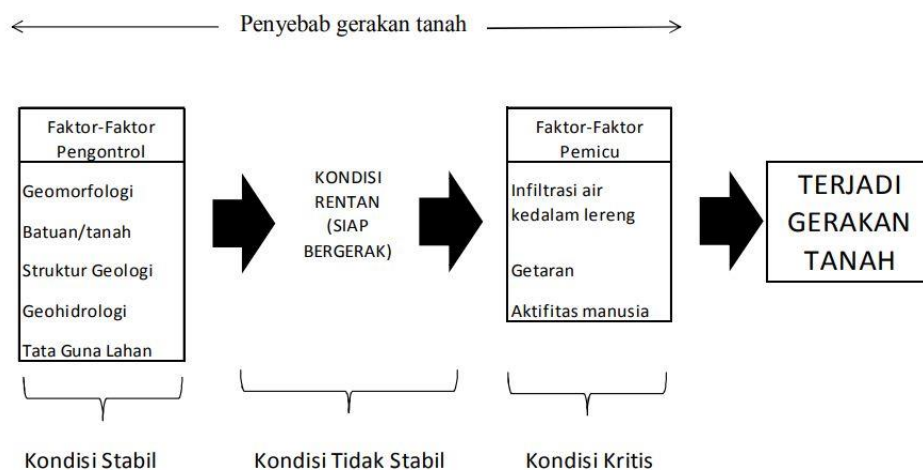 Penyebab gerakan tanah
Faktor-Faktor
Pengontrol
Geomorfologi
Batuan/tanah
Struktur Geologi
Geohidrologi
Tata Guna Lahan
KONDISI
RENTAN
(SIAP
BERGERAK)
Faktor-Faktor
Pemicu
Infiltrasi air
kedalam lereng
Getaran
Aktifitas manusia
TERJADI
GERAKAN
TANAH
Kondisi Stabil
Kondisi Tidak Stabil
Kondisi Kritis